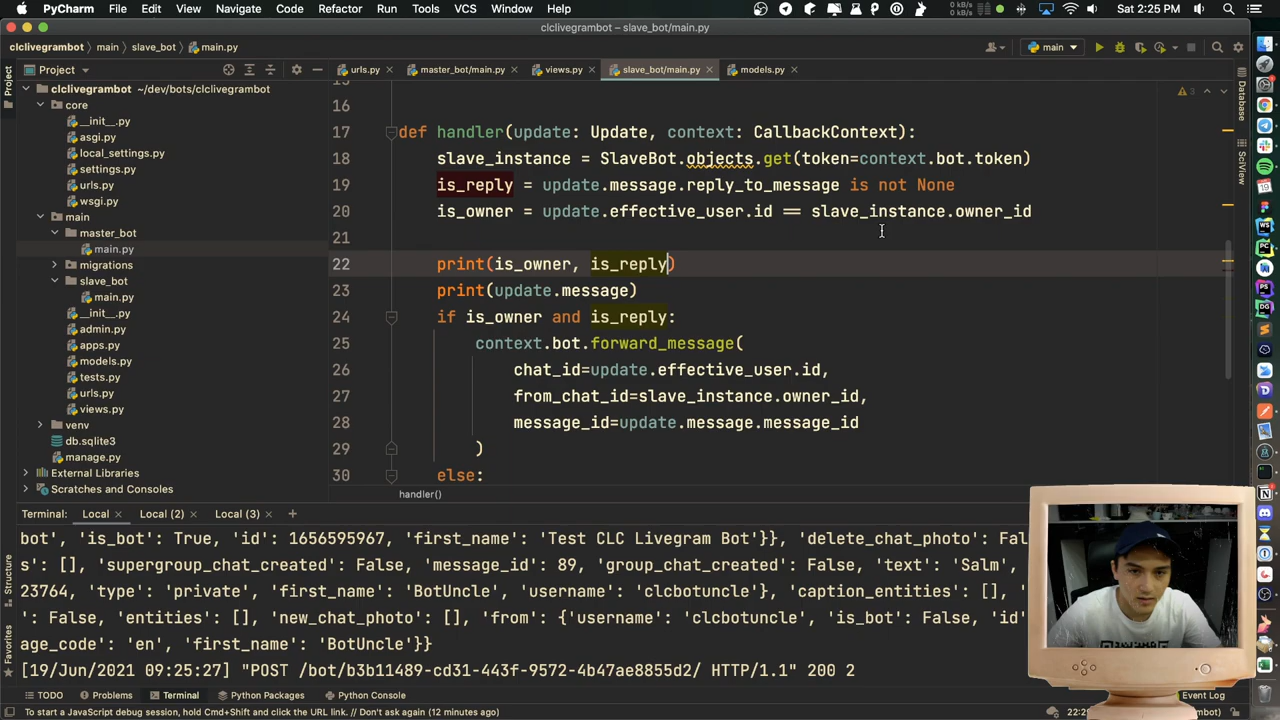 PyCharm File Edit View Navigate Code Refactor Run Tools VCS Window Help 0 kB/s 0 kB/s Sat 2:25 PM
clclivegrambot – slave_bot/main.py
clclivegrambot main slave_bot main.py main
Project clclivegrambot ~/dev/bots/clclivegrambot
core
__init__.py
asgi.py
local_settings.py
settings.py
urls.py
wsgi.py
main
master_bot
main.py
migrations
slave_bot
main.py
__init__.py
admin.py
apps.py
models.py
tests.py
urls.py
views.py
venv
db.sqlite3
manage.py
External Libraries
Scratches and Consoles
Project
Structure
Favorites
urls.py master_bot/main.py views.py slave_bot/main.py models.py
3
15
16
17 def handler(update: Update, context: CallbackContext):
18 slave_instance = SlaveBot.objects.get(token=context.bot.token)
19 is_reply = update.message.reply_to_message is not None
20 is_owner = update.effective_user.id == slave_instance.owner_id
21
22 print(is_owner, is_reply)
23 print(update.message)
24 if is_owner and is_reply:
25 context.bot.forward_message(
26 chat_id=update.effective_user.id,
27 from_chat_id=slave_instance.owner_id,
28 message_id=update.message.message_id
29 )
30 else:
handler()
Database
SciView
Terminal: Local Local (2) Local (3)
bot', 'is_bot': True, 'id': 1656595967, 'first_name': 'Test CLC Livegram Bot'}}, 'delete_chat_photo': Fal
s': [], 'supergroup_chat_created': False, 'message_id': 89, 'group_chat_created': False, 'text': 'Salm',
23764, 'type': 'private', 'first_name': 'BotUncle', 'username': 'clcbotuncle'}, 'caption_entities': [],
': False, 'entities': [], 'new_chat_photo': [], 'from': {'username': 'clcbotuncle', 'is_bot': False, 'id'
age_code': 'en', 'first_name': 'BotUncle'}}
[19/Jun/2021 09:25:27] "POST /bot/b3b11489-cd31-443f-9572-4b47ae8855d2/ HTTP/1.1" 200 2
TODO Problems Terminal Python Packages Python Console Event Log
To start a JavaScript debug session, hold Cmd+Shift and click the URL link. // Don't ask again (12 minutes ago)